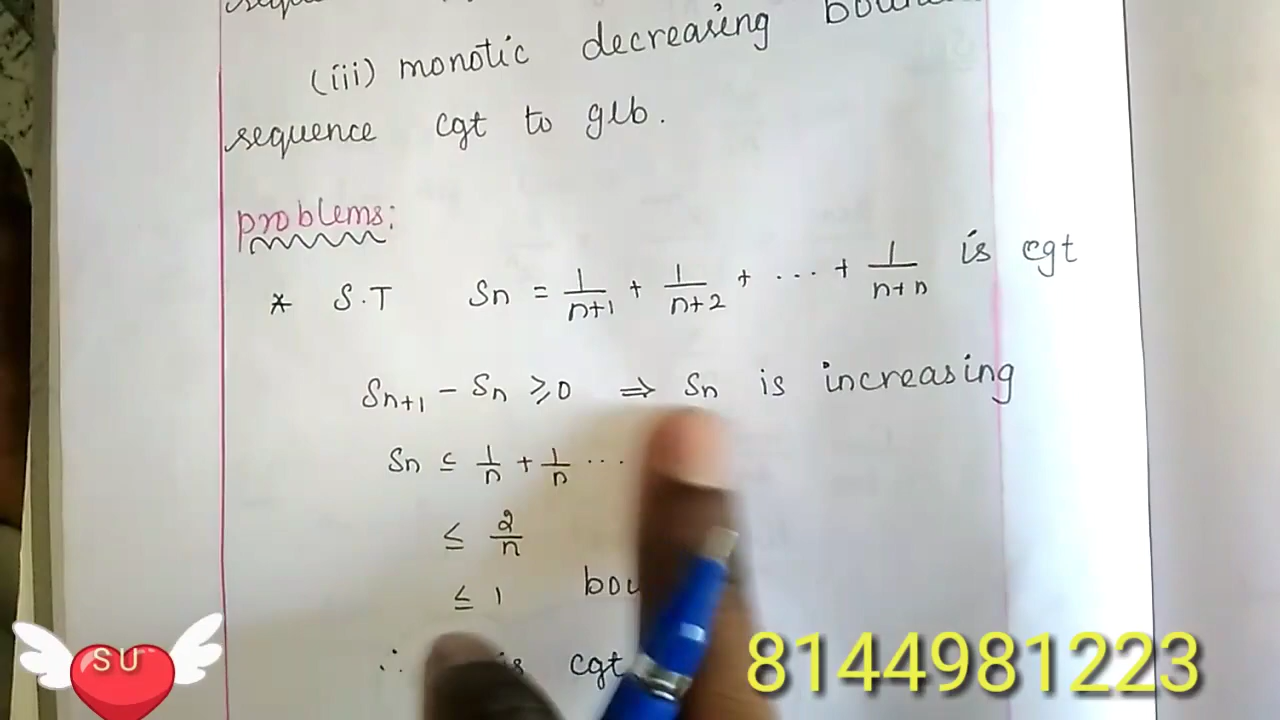 (iii) monotic decreasing
sequence cgt to glb.
problems:
* S.T Sn = 1/(n+1) + 1/(n+2) + ... + 1/(n+n) is cgt
Sn+1 - Sn ≥ 0 ⇒ Sn is increasing
Sn ≤ 1/n + 1/n ...
≤ 2/n
≤ 1
∴ is cgt
SU
8144981223